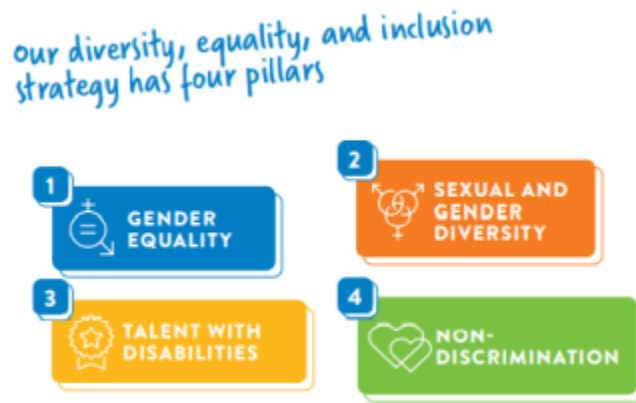 our diversity, equality, and inclusion
strategy has four pillars
1
GENDER
EQUALITY
2
SEXUAL AND
GENDER
DIVERSITY
3
TALENT WITH
DISABILITIES
4
NON-
DISCRIMINATION